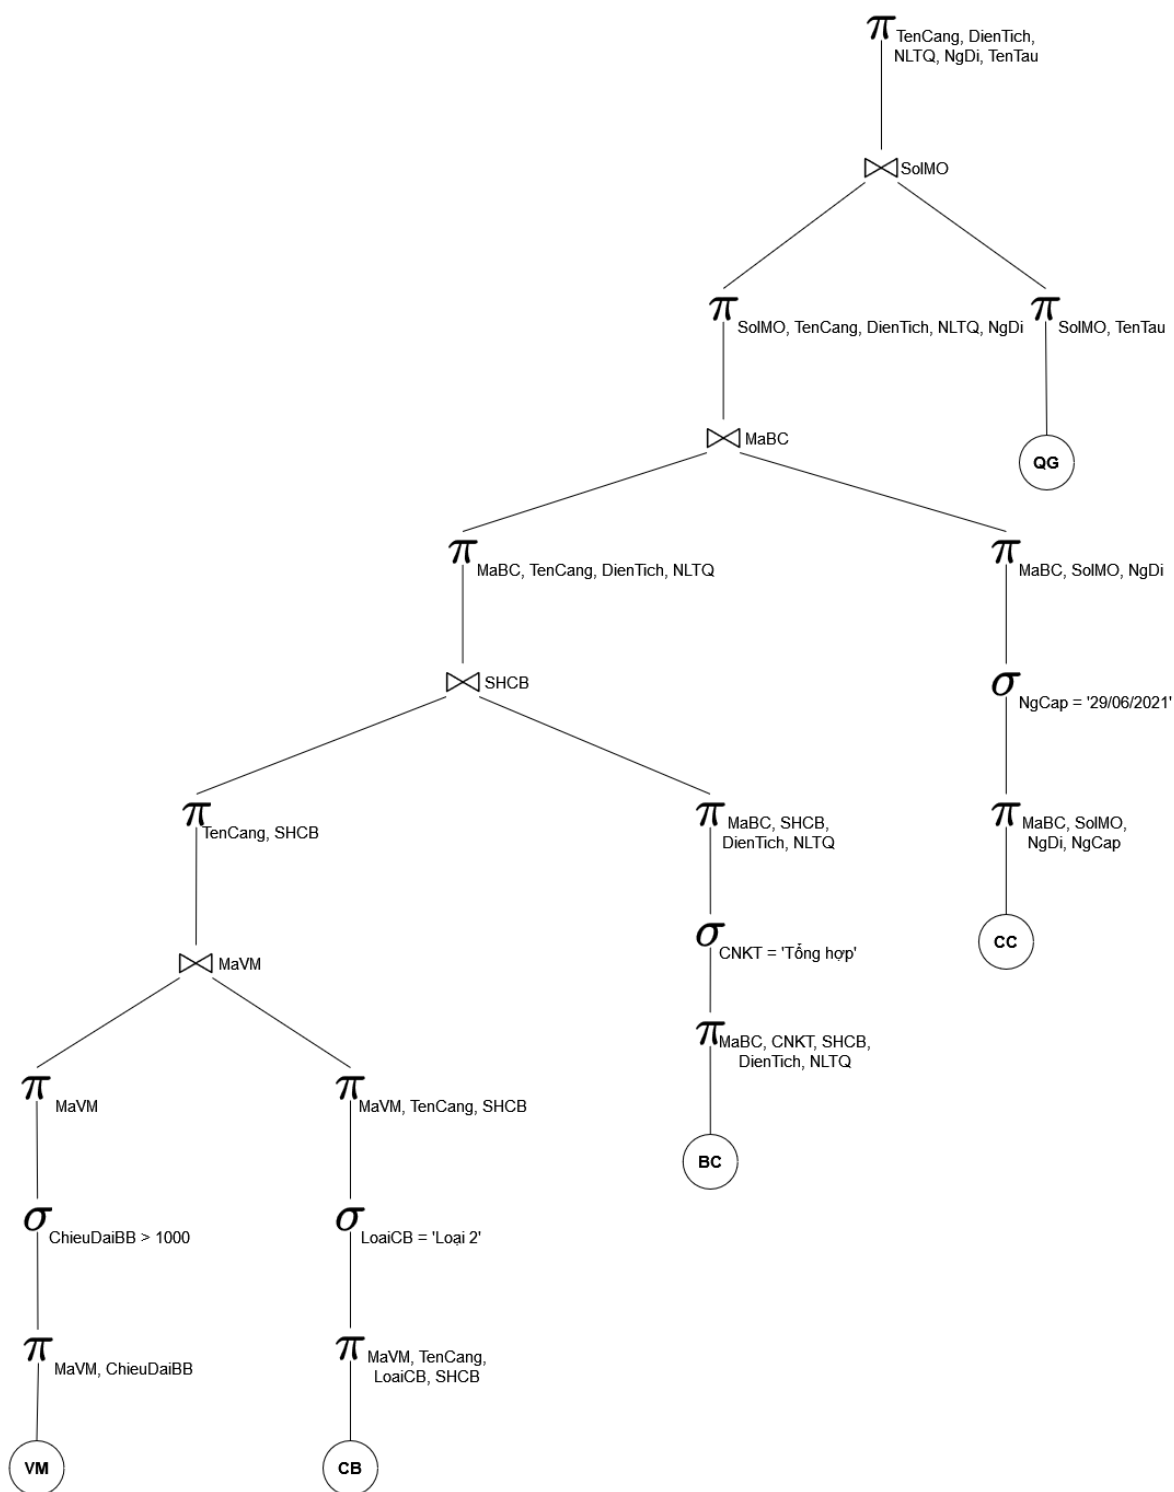 π TenCang, DienTich,
NLTQ, NgDi, TenTau
⋈ SoIMO
π SoIMO, TenCang, DienTich, NLTQ, NgDi
π SoIMO, TenTau
⋈ MaBC
QG
π MaBC, TenCang, DienTich, NLTQ
π MaBC, SoIMO, NgDi
⋈ SHCB
σ NgCap = '29/06/2021'
π TenCang, SHCB
π MaBC, SHCB,
DienTich, NLTQ
π MaBC, SoIMO,
NgDi, NgCap
σ CNKT = 'Tổng hợp'
CC
⋈ MaVM
π MaBC, CNKT, SHCB,
DienTich, NLTQ
π MaVM
π MaVM, TenCang, SHCB
BC
σ ChieuDaiBB > 1000
σ LoaiCB = 'Loại 2'
π MaVM, ChieuDaiBB
π MaVM, TenCang,
LoaiCB, SHCB
VM
CB